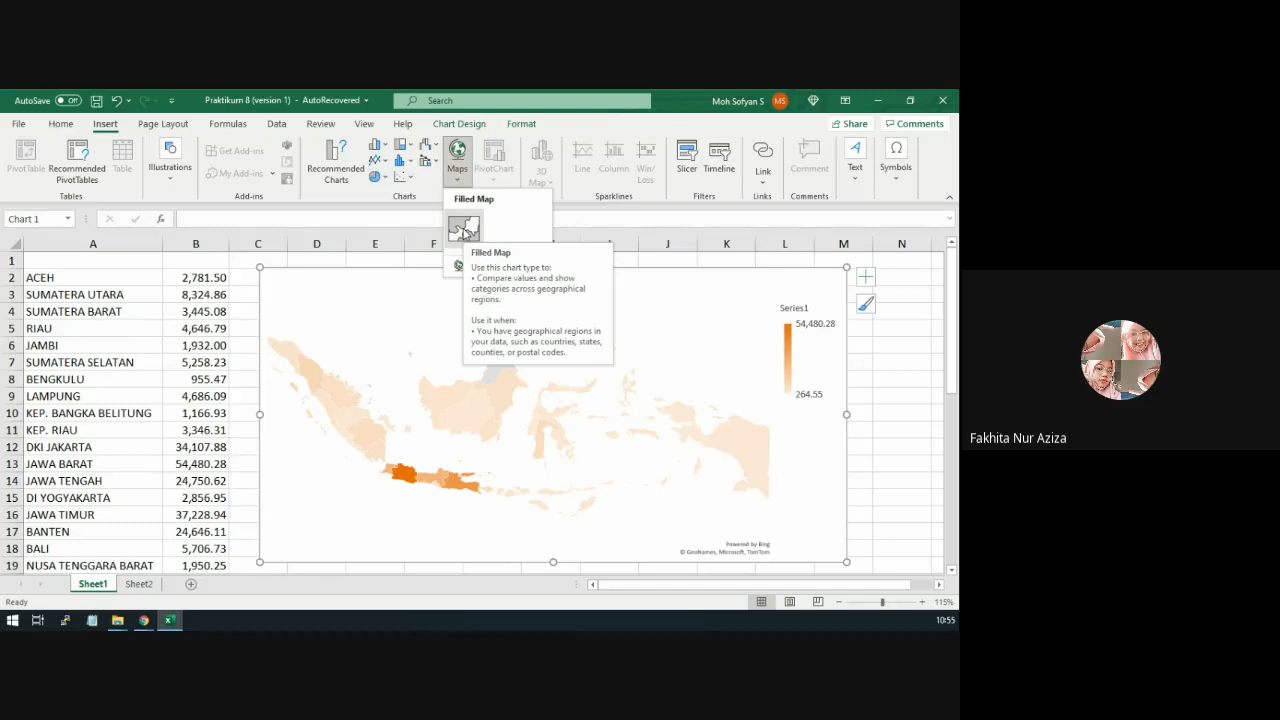 AutoSave Off Praktikum 8 (version 1) - AutoRecovered Search Moh Sofyan S MS
File Home Insert Page Layout Formulas Data Review View Help Chart Design Format Share Comments
PivotTable Recommended PivotTables Table
Illustrations
Get Add-ins
My Add-ins
Recommended Charts
Maps PivotChart
3D Map
Line Column Win/Loss
Slicer Timeline
Link
Comment
Text
Symbols
Tables Add-ins Charts Sparklines Filters Links Comments
Filled Map
Chart 1 fx
Filled Map
Use this chart type to:
• Compare values and show
categories across geographical
regions.
Use it when:
• You have geographical regions in
your data, such as countries, states,
counties, or postal codes.
A B C D E F J K L M N
1
2 ACEH 2,781.50
3 SUMATERA UTARA 8,324.86
4 SUMATERA BARAT 3,445.08
5 RIAU 4,646.79
6 JAMBI 1,932.00
7 SUMATERA SELATAN 5,258.23
8 BENGKULU 955.47
9 LAMPUNG 4,686.09
10 KEP. BANGKA BELITUNG 1,166.93
11 KEP. RIAU 3,346.31
12 DKI JAKARTA 34,107.88
13 JAWA BARAT 54,480.28
14 JAWA TENGAH 24,750.62
15 DI YOGYAKARTA 2,856.95
16 JAWA TIMUR 37,228.94
17 BANTEN 24,646.11
18 BALI 5,706.73
19 NUSA TENGGARA BARAT 1,950.25
Series1
54,480.28
264.55
Powered by Bing
© GeoNames, Microsoft, TomTom
Sheet1 Sheet2
Ready 115%
10:55
Fakhita Nur Aziza